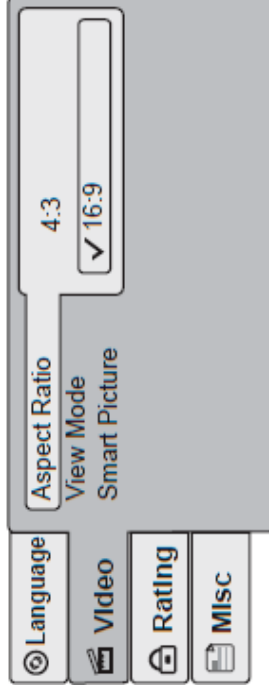 Language
Video
Rating
Misc
Aspect Ratio
View Mode
Smart Picture
4:3
✓ 16:9